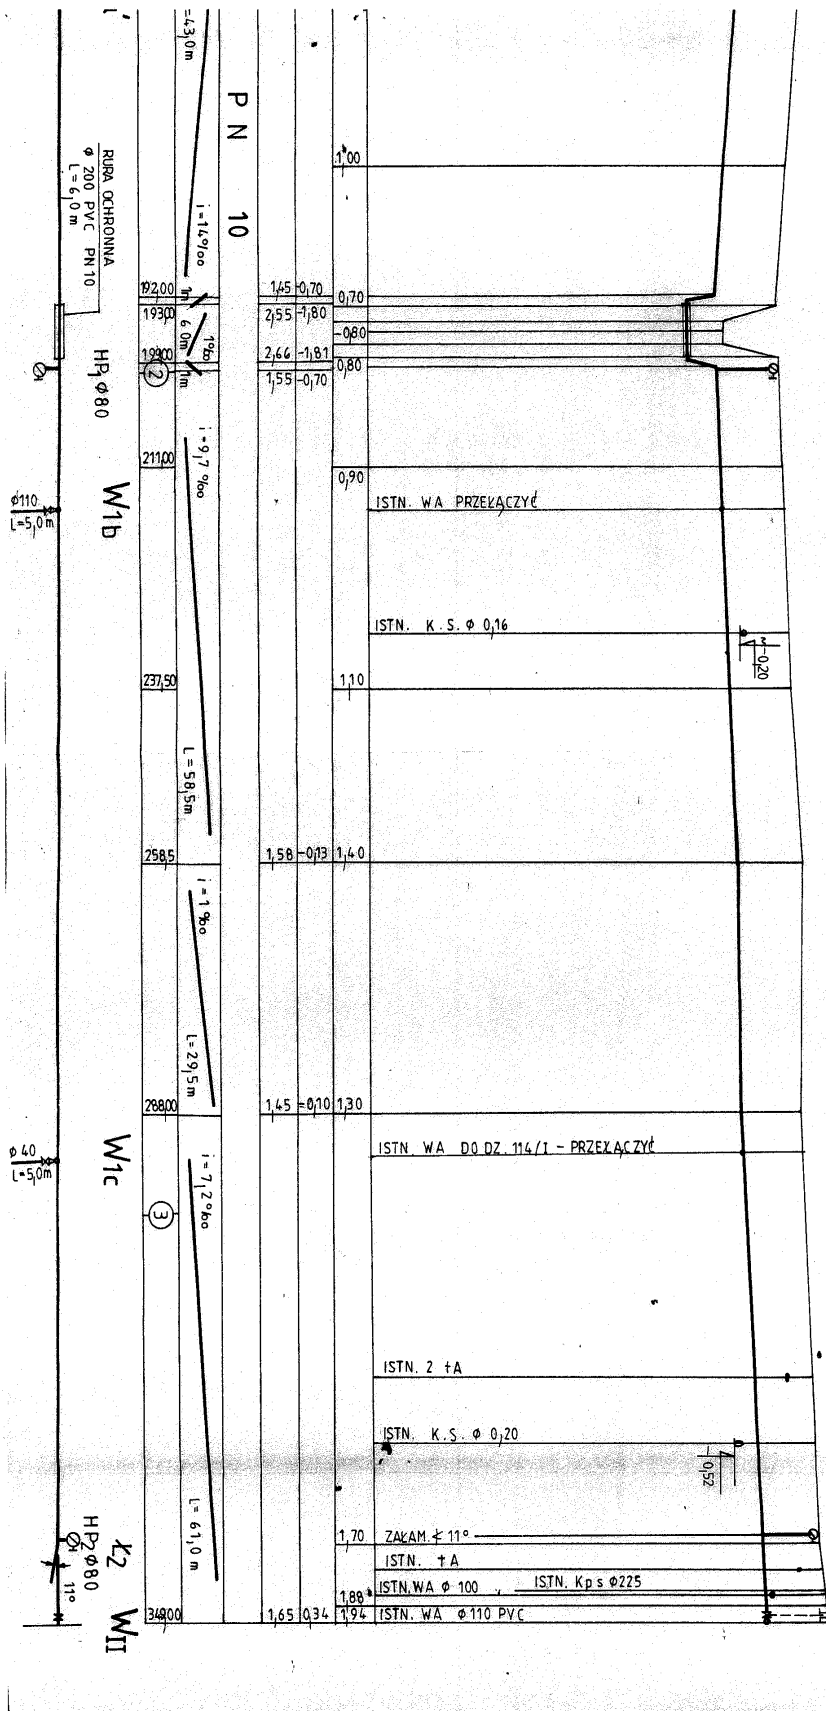 =43,0m
P N 10
RURA OCHRONNA
φ 200 PVC PN10
L=6,0m
i=14‰
1,00
192,00
1m
1,45
-0,70
0,70
193,00
6,0m
2,55
-1,80
-0,80
1‰
199,00
2,66
-1,81
0,80
2
1m
1,55
-0,70
HP1 φ80
i=9,7‰
211,00
0,90
φ110
L=5,0m
W1b
ISTN. WA PRZEŁĄCZYĆ
ISTN. K.S. φ 0,16
-0,20
237,50
1,10
L=58,5m
258,5
1,58
-0,13
1,40
i=1‰
L=29,5m
288,00
1,45
-0,10
1,30
φ 40
L=5,0m
W1c
ISTN. WA DO DZ. 114/I - PRZEŁĄCZYĆ
i=7,2‰
3
ISTN. 2 tA
ISTN. K.S. φ 0,20
-0,52
L=61,0m
HP2 φ80
11°
1,70
ZAŁAM. ∢ 11°
ISTN. tA
ISTN. WA φ 100
ISTN. Kps φ225
1,88
WII
349,00
1,65
0,34
1,94
ISTN. WA φ110 PVC